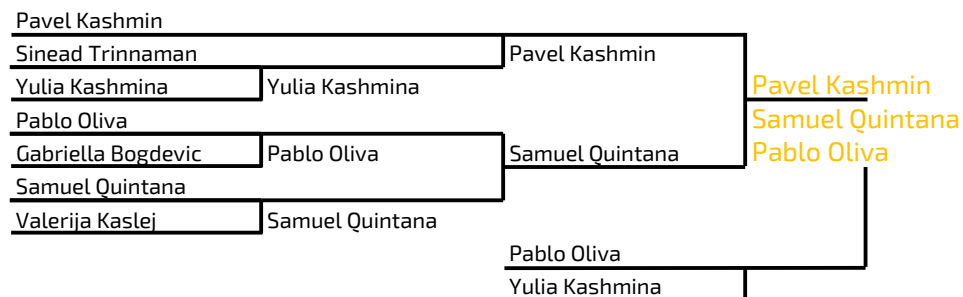 Pavel Kashmin
Sinead Trinnaman
Pavel Kashmin
Yulia Kashmina
Yulia Kashmina
Pavel Kashmin
Pablo Oliva
Samuel Quintana
Gabriella Bogdevic
Pablo Oliva
Samuel Quintana
Pablo Oliva
Samuel Quintana
Valerija Kaslej
Samuel Quintana
Pablo Oliva
Yulia Kashmina